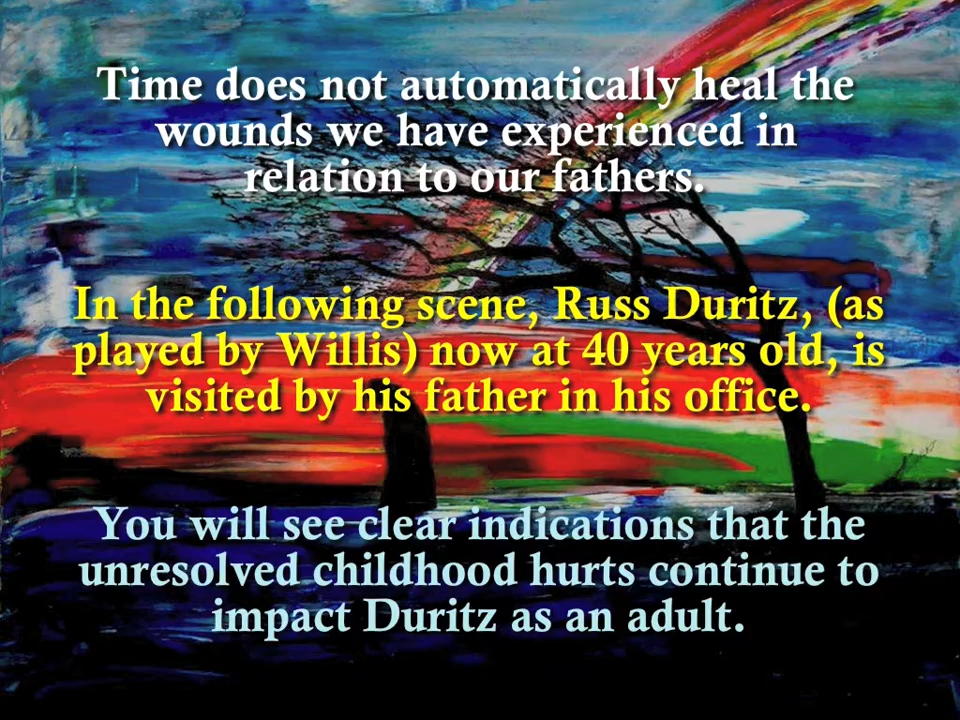 Time does not automatically heal the
wounds we have experienced in
relation to our fathers.
In the following scene, Russ Duritz, (as
played by Willis) now at 40 years old, is
visited by his father in his office.
You will see clear indications that the
unresolved childhood hurts continue to
impact Duritz as an adult.